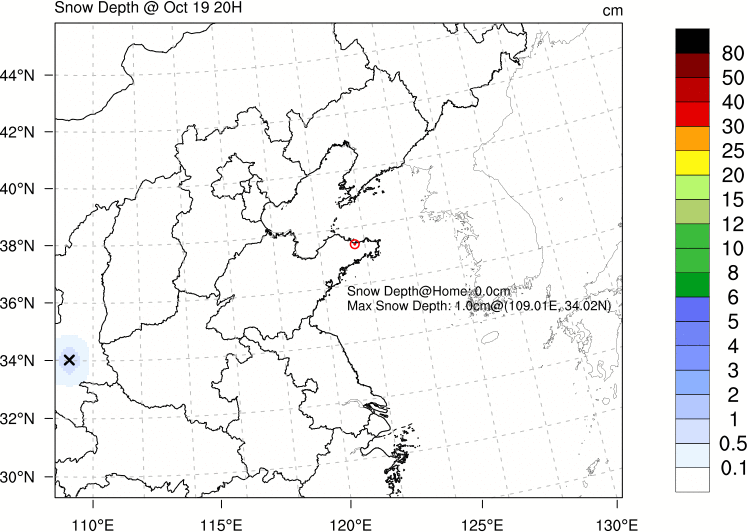 Snow Depth @ Oct 19 20H
cm
44°N
42°N
40°N
38°N
36°N
34°N
32°N
30°N
110°E
115°E
120°E
125°E
130°E
Snow Depth@Home: 0.0cm
Max Snow Depth: 1.0cm@(109.01E, 34.02N)
80
50
40
30
25
20
15
12
10
8
6
5
4
3
2
1
0.5
0.1